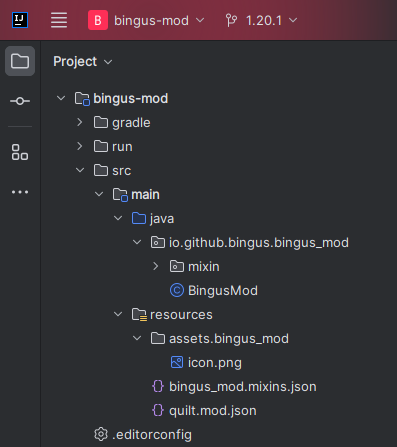 IJ B bingus-mod 1.20.1
Project
bingus-mod
gradle
run
src
main
java
io.github.bingus.bingus_mod
mixin
C BingusMod
resources
assets.bingus_mod
icon.png
{} bingus_mod.mixins.json
{} quilt.mod.json
.editorconfig